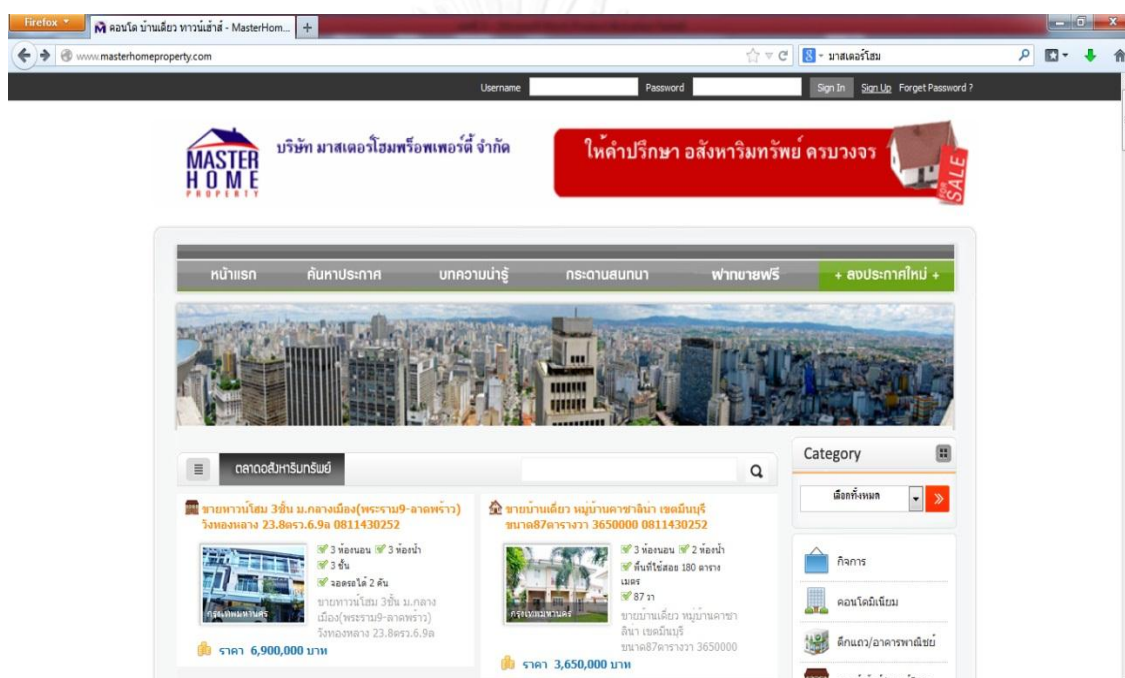 Firefox
คอนโด บ้านเดี่ยว ทาวน์เฮ้าส์ - MasterHom...
www.masterhomeproperty.com
มาสเตอร์โฮม
Username Password Sign In Sign Up Forget Password ?
MASTER
HOME
PROPERTY
บริษัท มาสเตอร์โฮมพร็อพเพอร์ตี้ จำกัด
ให้คำปรึกษา อสังหาริมทรัพย์ ครบวงจร
FOR
SALE
หน้าแรก ค้นหาประกาศ บทความน่ารู้ กระดานสนทนา ฟากขายฟรี + ลงประกาศใหม่ +
ตลาดอสังหาริมทรัพย์
ขายทาวน์โฮม 3ชั้น ม.กลางเมือง(พระราม9-ลาดพร้าว)
วังทองหลาง 23.8ตรว.6.9ล 0811430252
3 ห้องนอน 3 ห้องน้ำ
3 ชั้น
จอดรถได้ 2 คัน
ขายทาวน์โฮม 3ชั้น ม.กลาง
เมือง(พระราม9-ลาดพร้าว)
วังทองหลาง 23.8ตรว.6.9ล
กรุงเทพมหานคร
ราคา 6,900,000 บาท
ขายบ้านเดี่ยว หมู่บ้านคาซาลีน่า เขตมีนบุรี
ขนาด87ตารางวา 3650000 0811430252
3 ห้องนอน 2 ห้องน้ำ
พื้นที่ใช้สอย 180 ตาราง
เมตร
87 วา
ขายบ้านเดี่ยว หมู่บ้านคาซา
ลีน่า เขตมีนบุรี
ขนาด87ตารางวา 3650000
กรุงเทพมหานคร
ราคา 3,650,000 บาท
Category
เลือกทั้งหมด
กิจการ
คอนโดมิเนียม
ตึกแถว/อาคารพาณิชย์